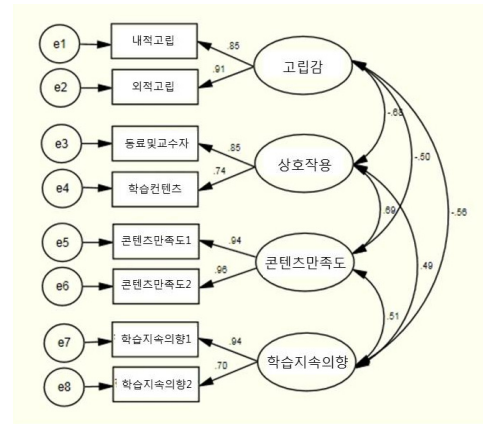 e1
내적고립
.85
고립감
e2
외적고립
.91
-.68
-.50
e3
동료및교수자
.85
상호작용
e4
학습컨텐츠
.74
-.56
.69
e5
콘텐츠만족도1
.94
콘텐츠만족도
.49
e6
콘텐츠만족도2
.96
.51
e7
학습지속의향1
.94
학습지속의향
e8
학습지속의향2
.70